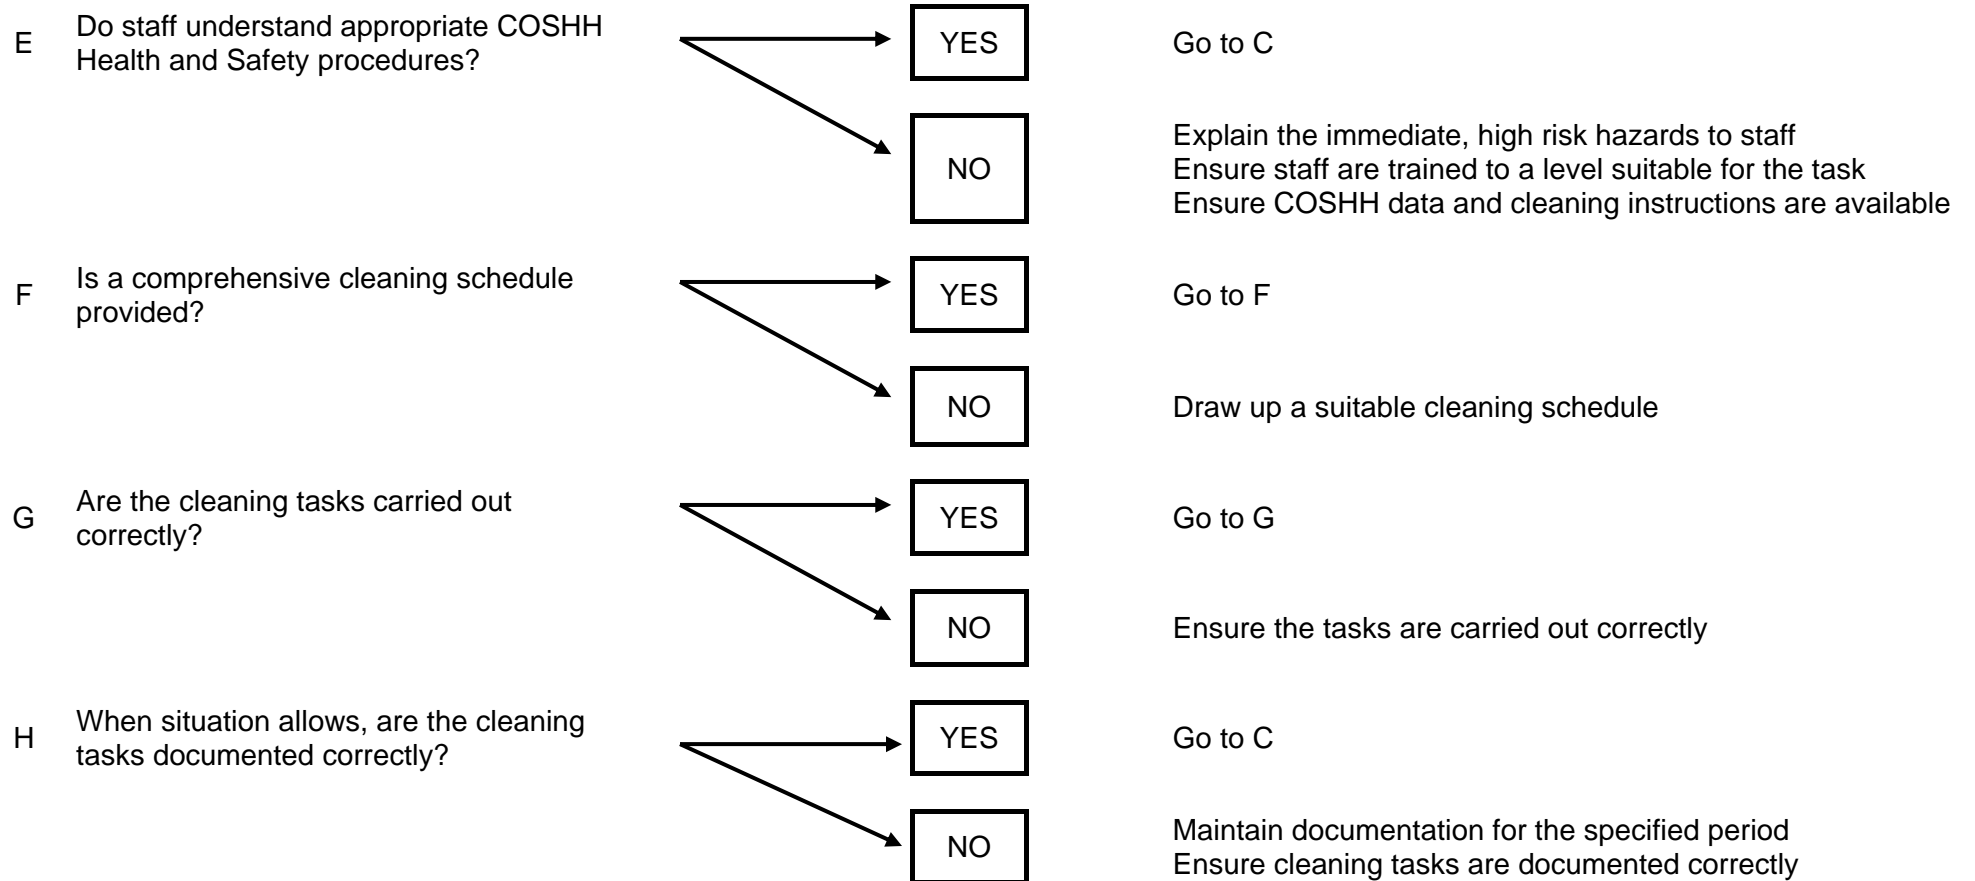 E
Do staff understand appropriate COSHH
Health and Safety procedures?
YES
Go to C
NO
Explain the immediate, high risk hazards to staff
Ensure staff are trained to a level suitable for the task
Ensure COSHH data and cleaning instructions are available
F
Is a comprehensive cleaning schedule
provided?
YES
Go to F
NO
Draw up a suitable cleaning schedule
G
Are the cleaning tasks carried out
correctly?
YES
Go to G
NO
Ensure the tasks are carried out correctly
H
When situation allows, are the cleaning
tasks documented correctly?
YES
Go to C
NO
Maintain documentation for the specified period
Ensure cleaning tasks are documented correctly